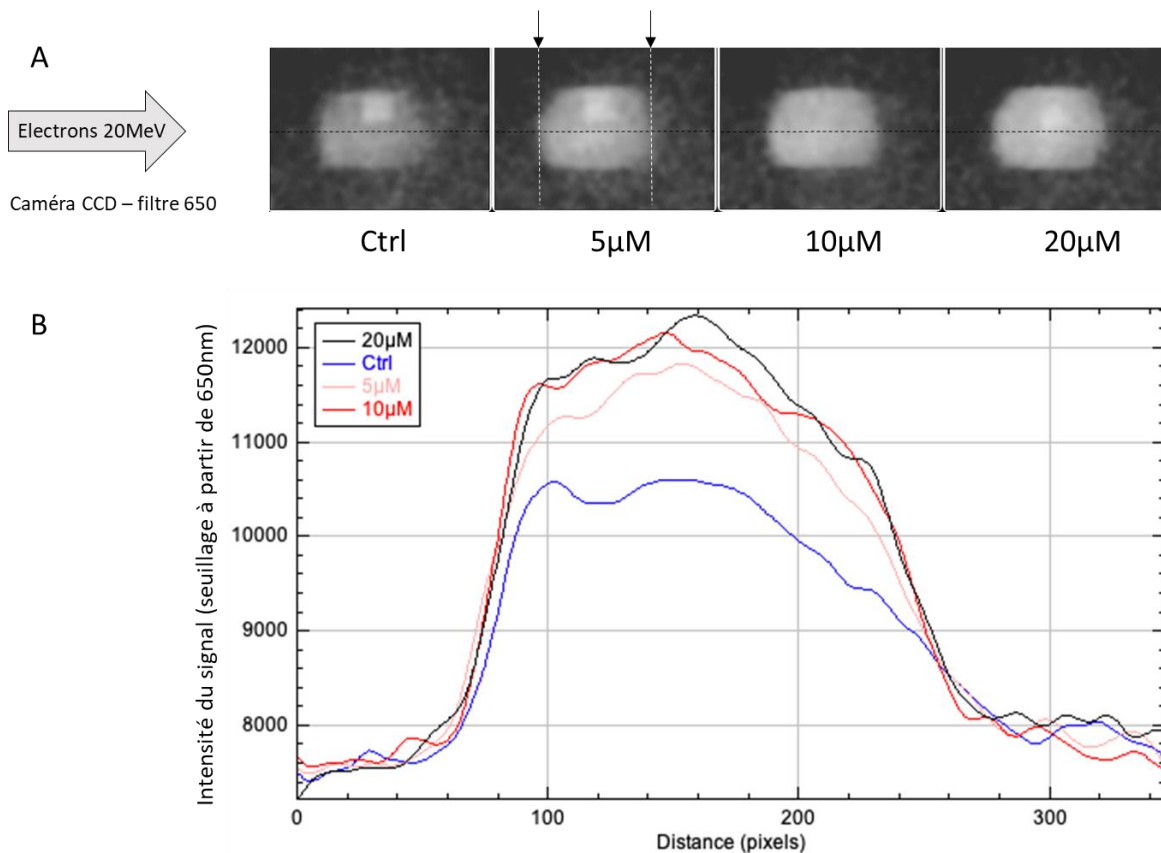 A
Electrons 20MeV
Caméra CCD – filtre 650
Ctrl
5µM
10µM
20µM
B
Intensité du signal (seuillage à partir de 650nm)
20µM
Ctrl
5µM
10µM
12000
11000
10000
9000
8000
0
100
200
300
Distance (pixels)